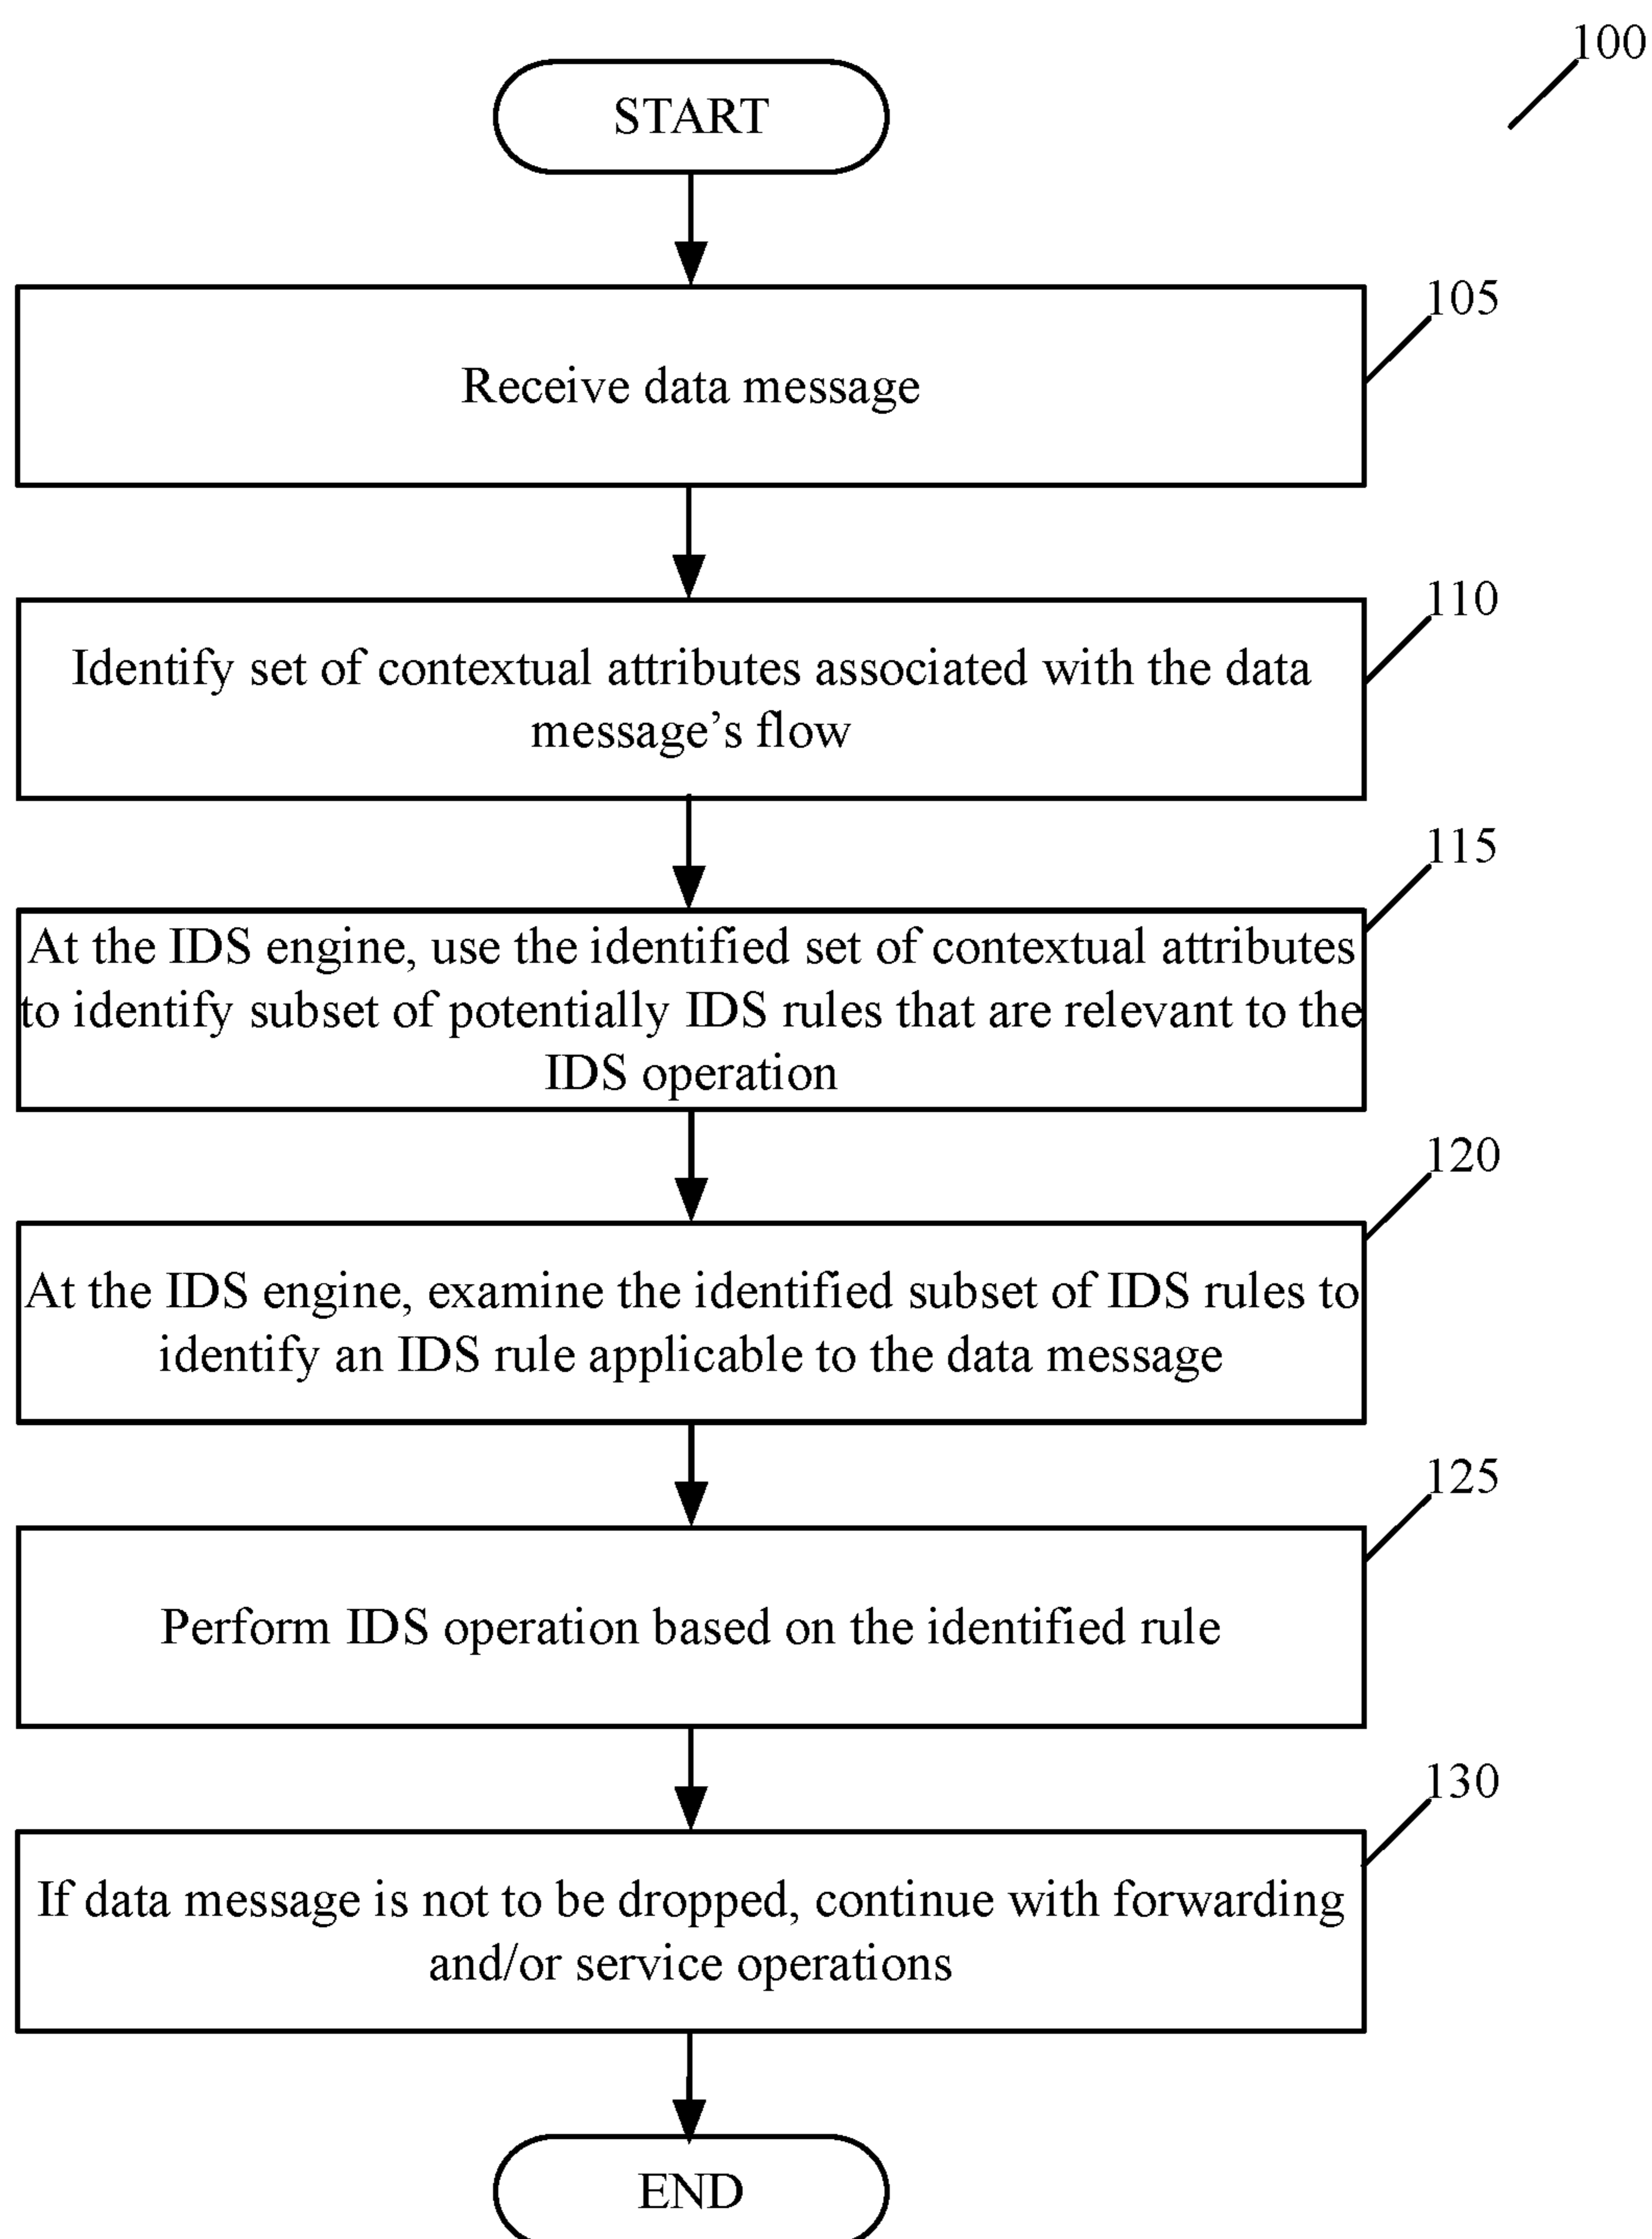 100
START
105
Receive data message
110
Identify set of contextual attributes associated with the data
message’s flow
115
At the IDS engine, use the identified set of contextual attributes
to identify subset of potentially IDS rules that are relevant to the
IDS operation
120
At the IDS engine, examine the identified subset of IDS rules to
identify an IDS rule applicable to the data message
125
Perform IDS operation based on the identified rule
130
If data message is not to be dropped, continue with forwarding
and/or service operations
END